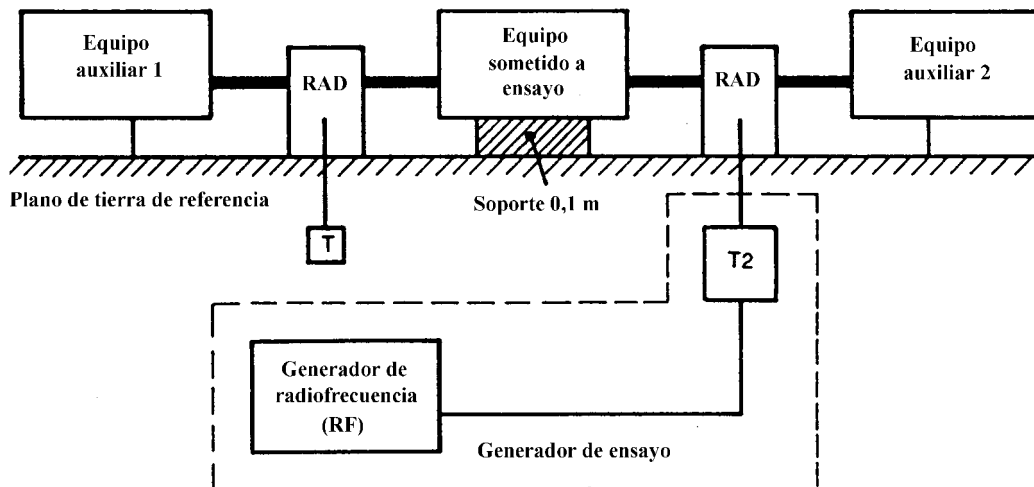 Equipo
auxiliar 1
RAD
Equipo
sometido a
ensayo
RAD
Equipo
auxiliar 2
Plano de tierra de referencia
Soporte 0,1 m
T
T2
Generador de
radiofrecuencia
(RF)
Generador de ensayo